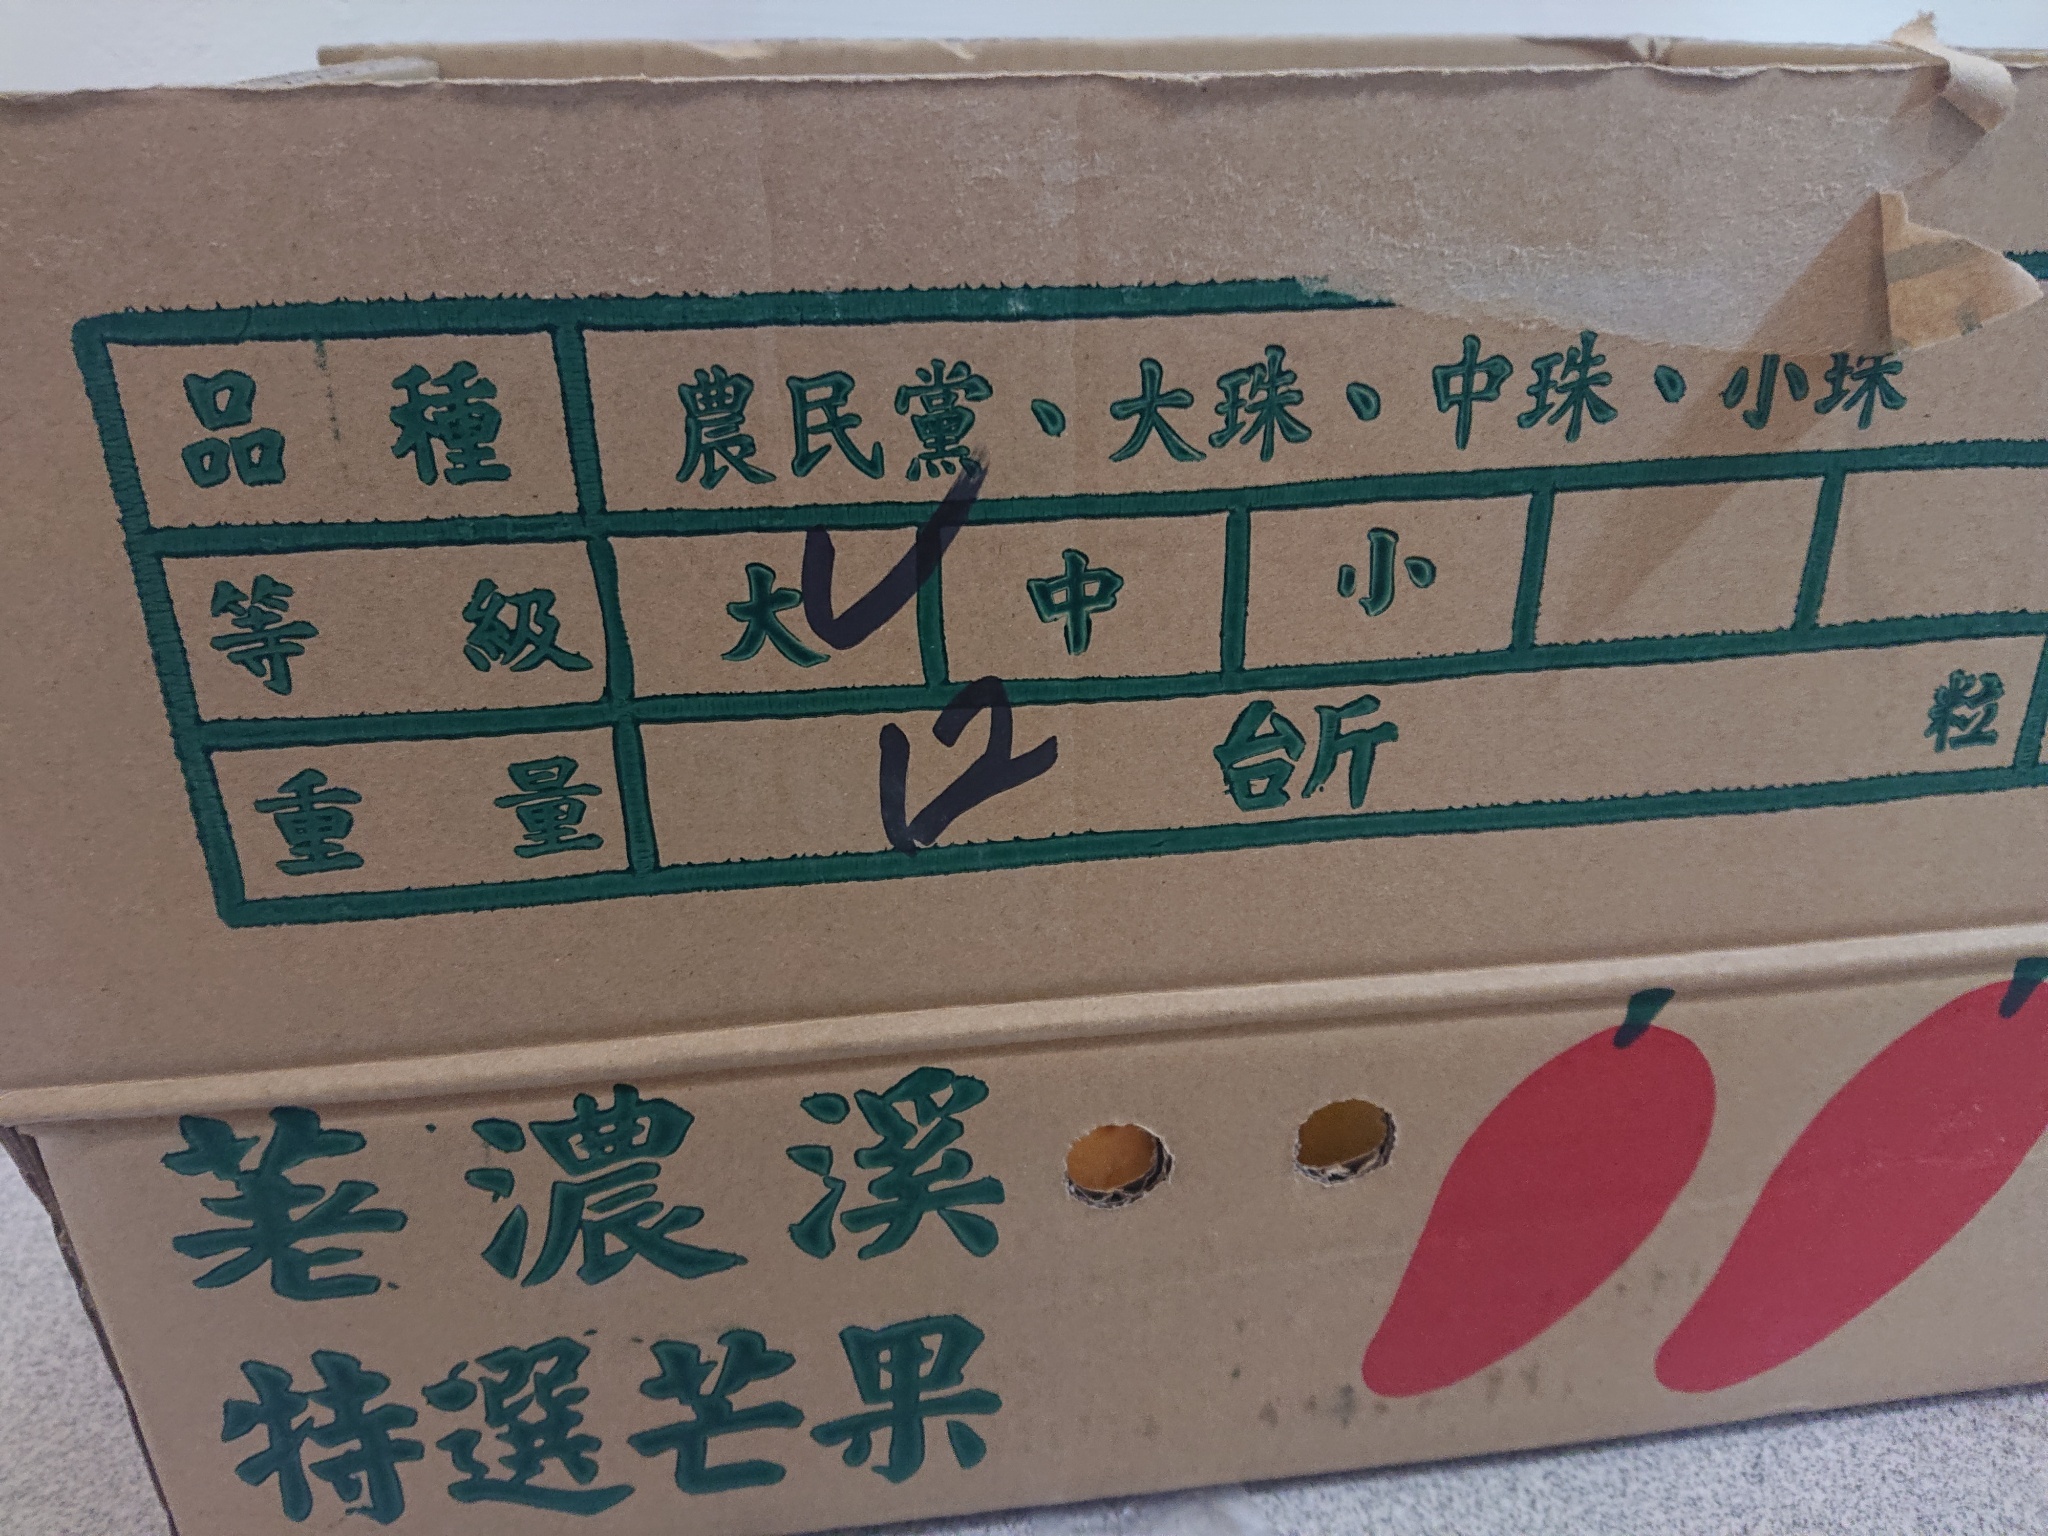 品種 農民黨、大珠、中珠、小珠
等級 大 ✓ 中 小
重量 12 台斤 粒
荖濃溪
特選芒果